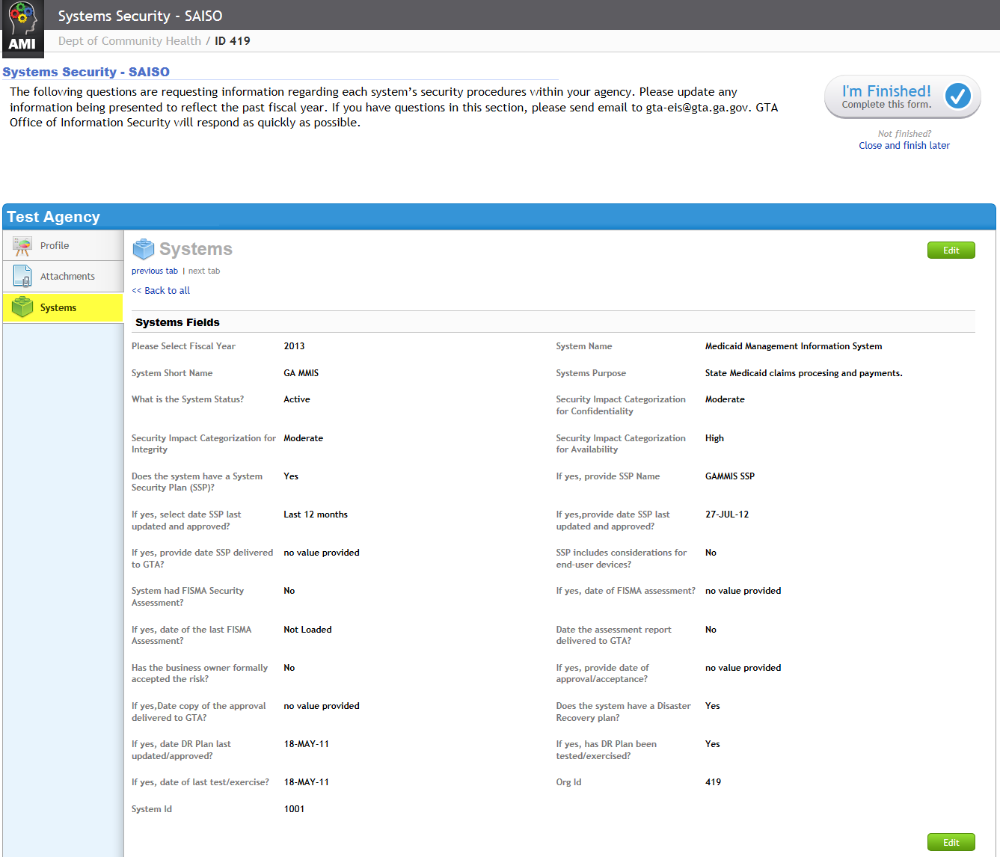 AMI
Systems Security - SAISO
Dept of Community Health / ID 419
Systems Security - SAISO
The following questions are requesting information regarding each system's security procedures within your agency. Please update any
information being presented to reflect the past fiscal year. If you have questions in this section, please send email to gta-eis@gta.ga.gov. GTA
Office of Information Security will respond as quickly as possible.
I'm Finished!
Complete this form.
Not finished?
Close and finish later
Test Agency
Profile
Attachments
Systems
Systems
Edit
previous tab | next tab
<< Back to all
Systems Fields
Please Select Fiscal Year 2013
System Name Medicaid Management Information System
System Short Name GA MMIS
Systems Purpose State Medicaid claims procesing and payments.
What is the System Status? Active
Security Impact Categorization Moderate
for Confidentiality
Security Impact Categorization for Moderate
Integrity
Security Impact Categorization High
for Availability
Does the system have a System Yes
Security Plan (SSP)?
If yes, provide SSP Name GAMMIS SSP
If yes, select date SSP last Last 12 months
updated and approved?
If yes,provide date SSP last 27-JUL-12
updated and approved?
If yes, provide date SSP delivered no value provided
to GTA?
SSP includes considerations for No
end-user devices?
System had FISMA Security No
Assessment?
If yes, date of FISMA assessment? no value provided
If yes, date of the last FISMA Not Loaded
Assessment?
Date the assessment report No
delivered to GTA?
Has the business owner formally No
accepted the risk?
If yes, provide date of no value provided
approval/acceptance?
If yes,Date copy of the approval no value provided
delivered to GTA?
Does the system have a Disaster Yes
Recovery plan?
If yes, date DR Plan last 18-MAY-11
updated/approved?
If yes, has DR Plan been Yes
tested/exercised?
If yes, date of last test/exercise? 18-MAY-11
Org Id 419
System Id 1001
Edit